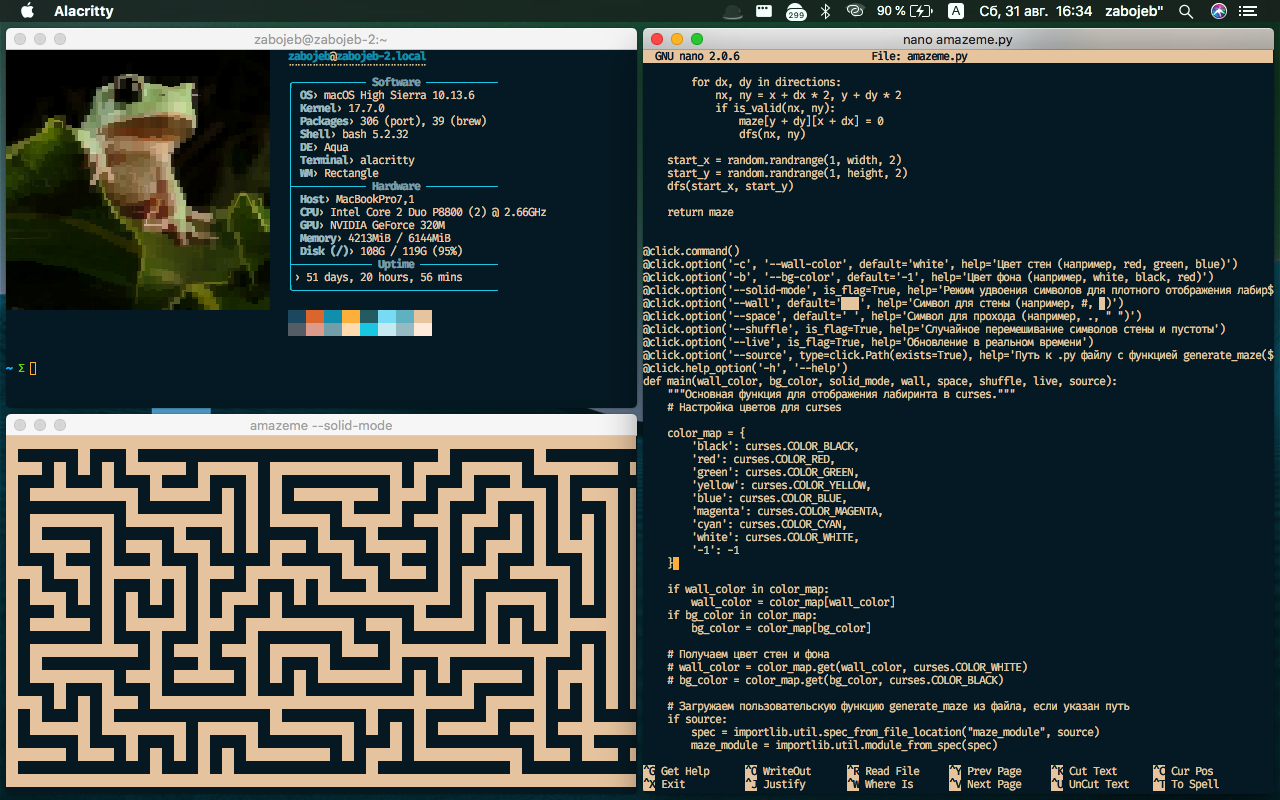 Alacritty
299
90 %
A
Сб, 31 авг. 16:34
zabojeb"
zabojeb@zabojeb-2:~
zabojeb@zabojeb-2.local
Software
OS› macOS High Sierra 10.13.6
Kernel› 17.7.0
Packages› 306 (port), 39 (brew)
Shell› bash 5.2.32
DE› Aqua
Terminal› alacritty
WM› Rectangle
Hardware
Host› MacBookPro7,1
CPU› Intel Core 2 Duo P8800 (2) @ 2.66GHz
GPU› NVIDIA GeForce 320M
Memory› 4213MiB / 6144MiB
Disk (/)› 108G / 119G (95%)
Uptime
› 51 days, 20 hours, 56 mins
~ Σ
amazeme --solid-mode
nano amazeme.py
GNU nano 2.0.6 File: amazeme.py
for dx, dy in directions:
nx, ny = x + dx * 2, y + dy * 2
if is_valid(nx, ny):
maze[y + dy][x + dx] = 0
dfs(nx, ny)
start_x = random.randrange(1, width, 2)
start_y = random.randrange(1, height, 2)
dfs(start_x, start_y)
return maze
@click.command()
@click.option('-c', '--wall-color', default='white', help='Цвет стен (например, red, green, blue)')
@click.option('-b', '--bg-color', default='-1', help='Цвет фона (например, white, black, red)')
@click.option('--solid-mode', is_flag=True, help='Режим удвоения символов для плотного отображения лабир$
@click.option('--wall', default='██', help='Символ для стены (например, #, █)')
@click.option('--space', default=' ', help='Символ для прохода (например, ., " ")')
@click.option('--shuffle', is_flag=True, help='Случайное перемешивание символов стены и пустоты')
@click.option('--live', is_flag=True, help='Обновление в реальном времени')
@click.option('--source', type=click.Path(exists=True), help='Путь к .py файлу с функцией generate_maze($
@click.help_option('-h', '--help')
def main(wall_color, bg_color, solid_mode, wall, space, shuffle, live, source):
"""Основная функция для отображения лабиринта в curses."""
# Настройка цветов для curses
color_map = {
'black': curses.COLOR_BLACK,
'red': curses.COLOR_RED,
'green': curses.COLOR_GREEN,
'yellow': curses.COLOR_YELLOW,
'blue': curses.COLOR_BLUE,
'magenta': curses.COLOR_MAGENTA,
'cyan': curses.COLOR_CYAN,
'white': curses.COLOR_WHITE,
'-1': -1
}
if wall_color in color_map:
wall_color = color_map[wall_color]
if bg_color in color_map:
bg_color = color_map[bg_color]
# Получаем цвет стен и фона
# wall_color = color_map.get(wall_color, curses.COLOR_WHITE)
# bg_color = color_map.get(bg_color, curses.COLOR_BLACK)
# Загружаем пользовательскую функцию generate_maze из файла, если указан путь
if source:
spec = importlib.util.spec_from_file_location("maze_module", source)
maze_module = importlib.util.module_from_spec(spec)
^G Get Help ^O WriteOut ^R Read File ^Y Prev Page ^K Cut Text ^C Cur Pos
^X Exit ^J Justify ^W Where Is ^V Next Page ^U UnCut Text ^T To Spell